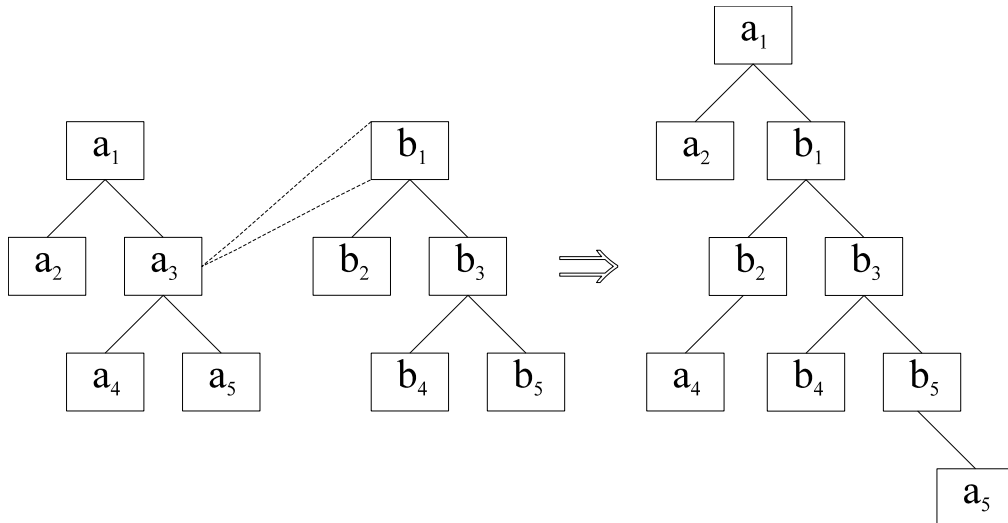 a₁
a₁ b₁ a₂ b₁
a₂ a₃ b₂ b₃ b₂ b₃
a₄ a₅ b₄ b₅ a₄ b₄ b₅
a₅